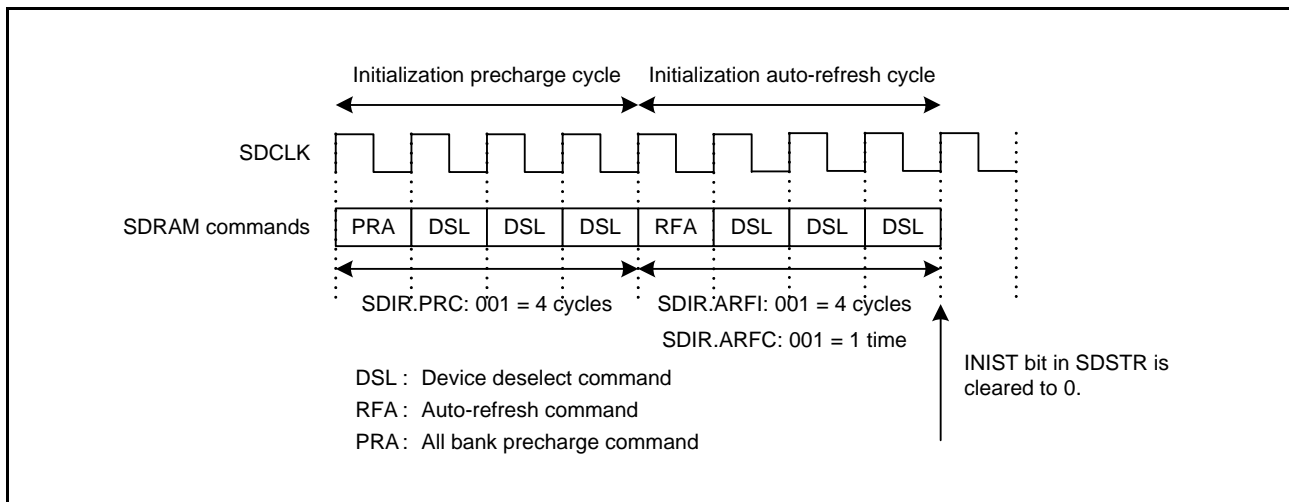 Initialization precharge cycle Initialization auto-refresh cycle
SDCLK
SDRAM commands PRA DSL DSL DSL RFA DSL DSL DSL
SDIR.PRC: 001 = 4 cycles SDIR.ARFI: 001 = 4 cycles
SDIR.ARFC: 001 = 1 time
INIST bit in SDSTR is
cleared to 0.
DSL : Device deselect command
RFA : Auto-refresh command
PRA : All bank precharge command